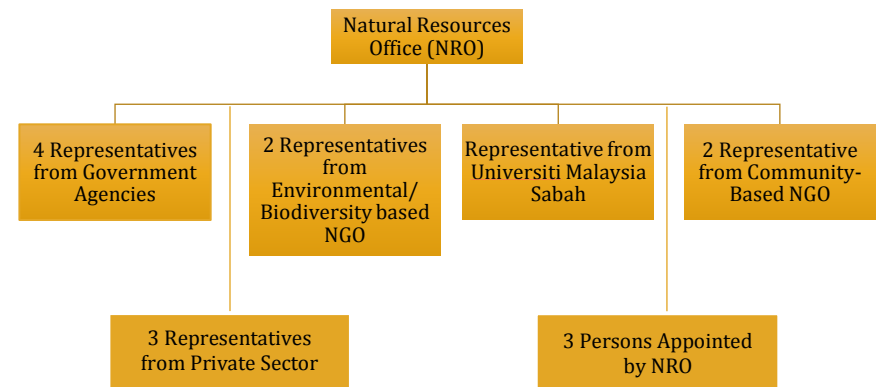 Natural Resources
Office (NRO)
4 Representatives
from Government
Agencies
2 Representatives
from
Environmental/
Biodiversity based
NGO
Representative from
Universiti Malaysia
Sabah
2 Representative
from Community-
Based NGO
3 Representatives
from Private Sector
3 Persons Appointed
by NRO